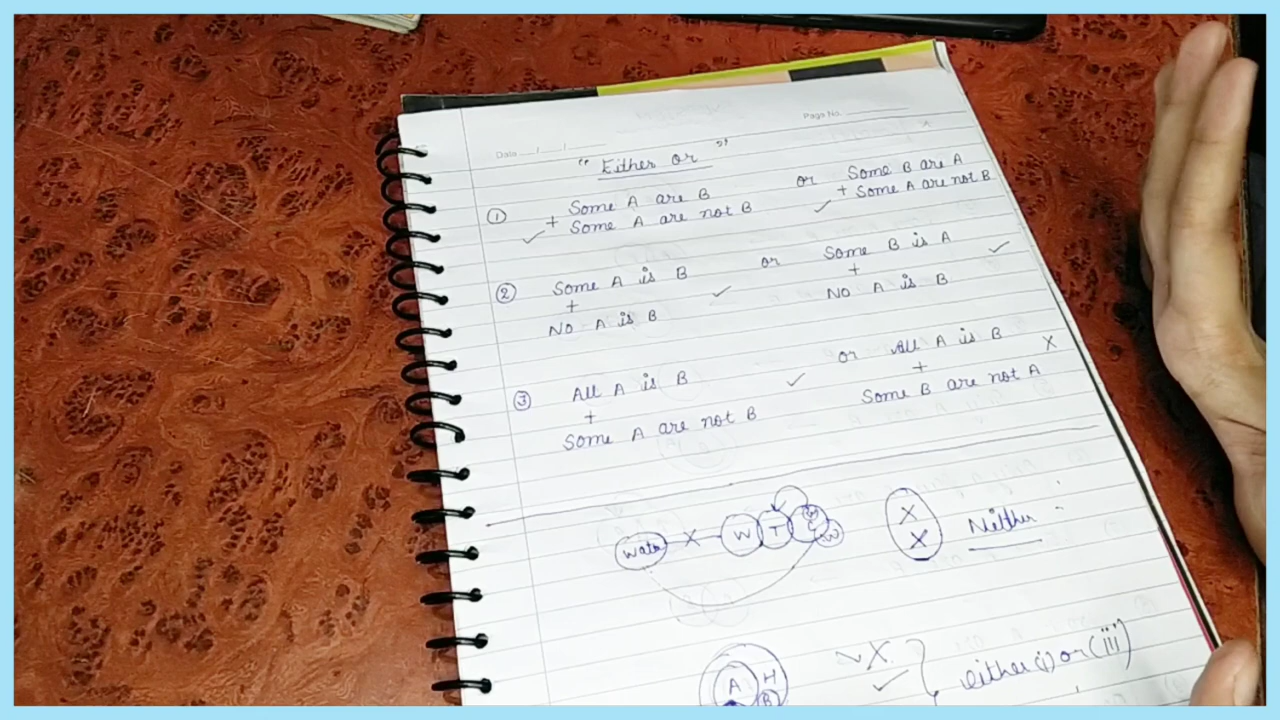 Page No.
Date
"Either or"
① Some A are B or Some B are A
+ Some A are not B ✓ + Some A are not B ✓
② Some A is B or Some B is A ✓
+ ✓ +
No A is B No A is B
③ All A is B or All A is B X
+ ✓ +
Some A are not B Some B are not A
X W T X Neither
X
A H X
B ✓ either (i) or (iii)